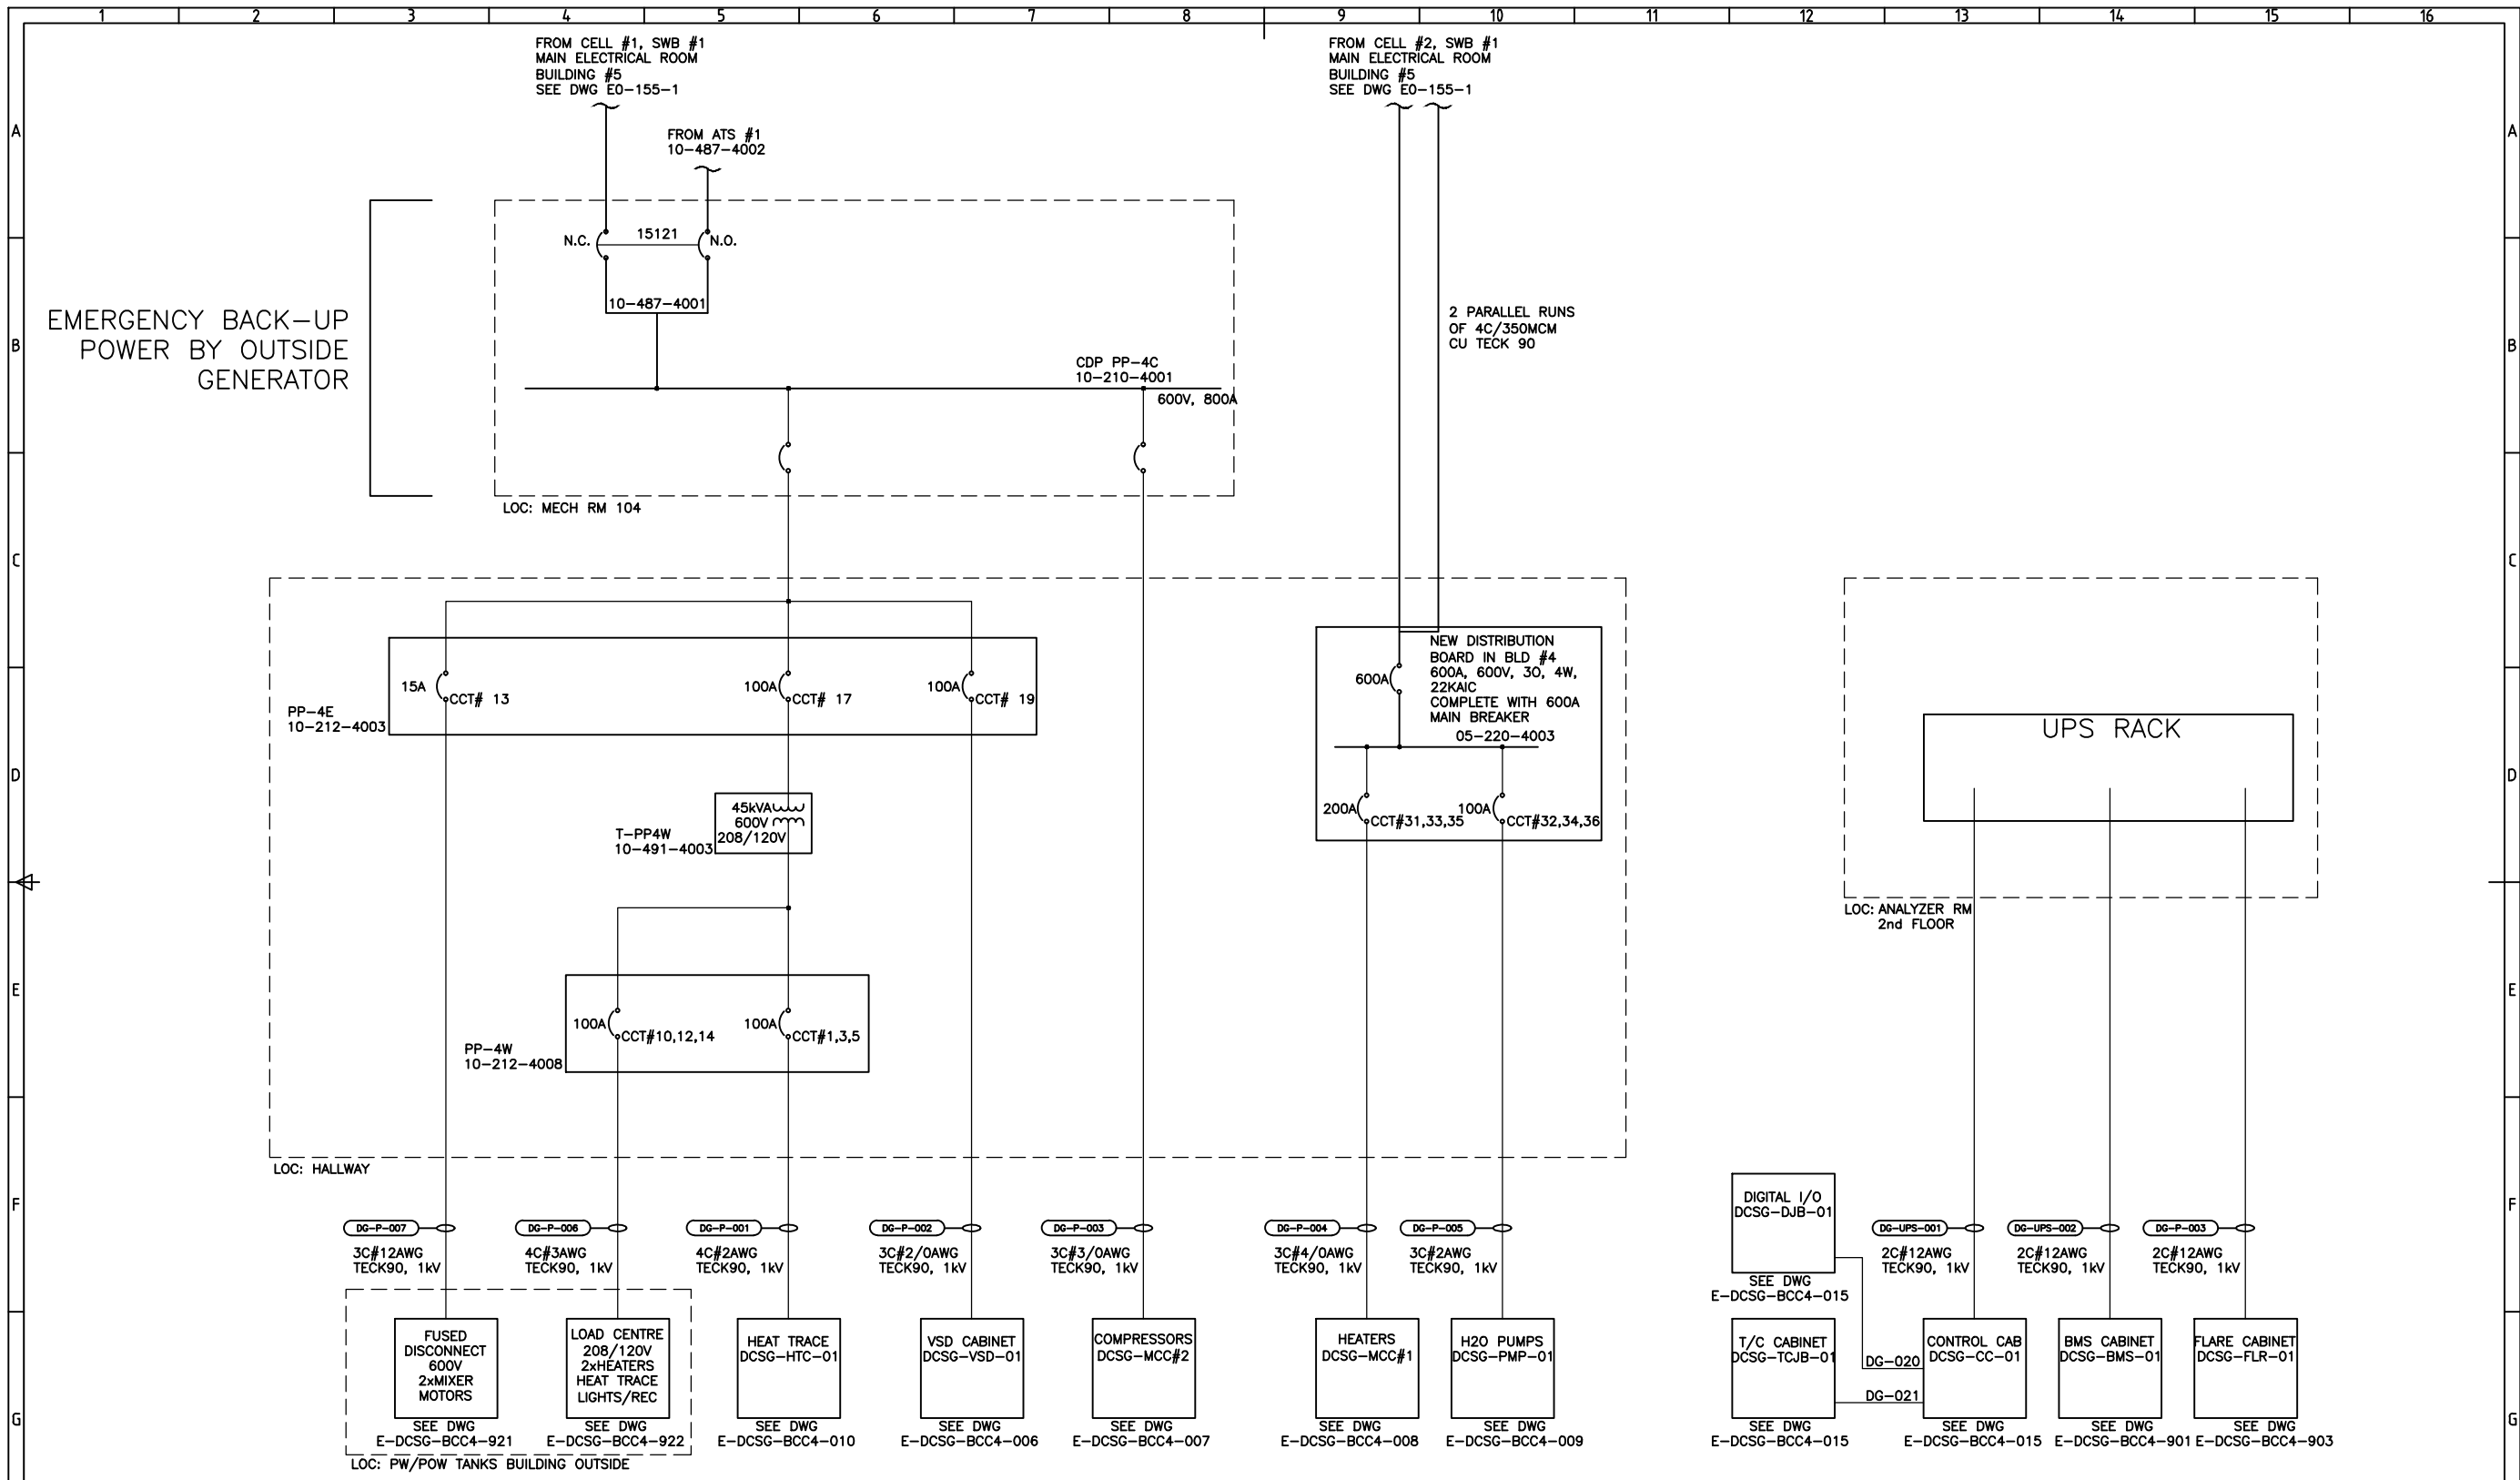 1 2 3 4 5 6 7 8 9 10 11 12 13 14 15 16
FROM CELL #1, SWB #1
MAIN ELECTRICAL ROOM
BUILDING #5
SEE DWG E0-155-1
FROM ATS #1
10-487-4002
FROM CELL #2, SWB #1
MAIN ELECTRICAL ROOM
BUILDING #5
SEE DWG E0-155-1
A
A
N.C.
15121
N.O.
10-487-4001
EMERGENCY BACK-UP
POWER BY OUTSIDE
GENERATOR
B
B
2 PARALLEL RUNS
OF 4C/350MCM
CU TECK 90
CDP PP-4C
10-210-4001
600V, 800A
LOC: MECH RM 104
C
C
15A
CCT# 13
100A
CCT# 17
100A
CCT# 19
PP-4E
10-212-4003
600A
NEW DISTRIBUTION
BOARD IN BLD #4
600A, 600V, 3O, 4W,
22KAIC
COMPLETE WITH 600A
MAIN BREAKER
05-220-4003
200A
CCT#31,33,35
100A
CCT#32,34,36
UPS RACK
D
D
45kVA
600V
208/120V
T-PP4W
10-491-4003
LOC: ANALYZER RM
2nd FLOOR
E
E
100A
CCT#10,12,14
100A
CCT#1,3,5
PP-4W
10-212-4008
LOC: HALLWAY
F
F
DG-P-007
3C#12AWG
TECK90, 1kV
DG-P-006
4C#3AWG
TECK90, 1kV
DG-P-001
4C#2AWG
TECK90, 1kV
DG-P-002
3C#2/0AWG
TECK90, 1kV
DG-P-003
3C#3/0AWG
TECK90, 1kV
DG-P-004
3C#4/0AWG
TECK90, 1kV
DG-P-005
3C#2AWG
TECK90, 1kV
DIGITAL I/O
DCSG-DJB-01
SEE DWG
E-DCSG-BCC4-015
DG-UPS-001
2C#12AWG
TECK90, 1kV
DG-UPS-002
2C#12AWG
TECK90, 1kV
DG-P-003
2C#12AWG
TECK90, 1kV
G
G
FUSED
DISCONNECT
600V
2xMIXER
MOTORS
SEE DWG
E-DCSG-BCC4-921
LOAD CENTRE
208/120V
2xHEATERS
HEAT TRACE
LIGHTS/REC
SEE DWG
E-DCSG-BCC4-922
LOC: PW/POW TANKS BUILDING OUTSIDE
HEAT TRACE
DCSG-HTC-01
SEE DWG
E-DCSG-BCC4-010
VSD CABINET
DCSG-VSD-01
SEE DWG
E-DCSG-BCC4-006
COMPRESSORS
DCSG-MCC#2
SEE DWG
E-DCSG-BCC4-007
HEATERS
DCSG-MCC#1
SEE DWG
E-DCSG-BCC4-008
H2O PUMPS
DCSG-PMP-01
SEE DWG
E-DCSG-BCC4-009
T/C CABINET
DCSG-TCJB-01
SEE DWG
E-DCSG-BCC4-015
DG-020
DG-021
CONTROL CAB
DCSG-CC-01
SEE DWG
E-DCSG-BCC4-015
BMS CABINET
DCSG-BMS-01
SEE DWG
E-DCSG-BCC4-901
FLARE CABINET
DCSG-FLR-01
SEE DWG
E-DCSG-BCC4-903